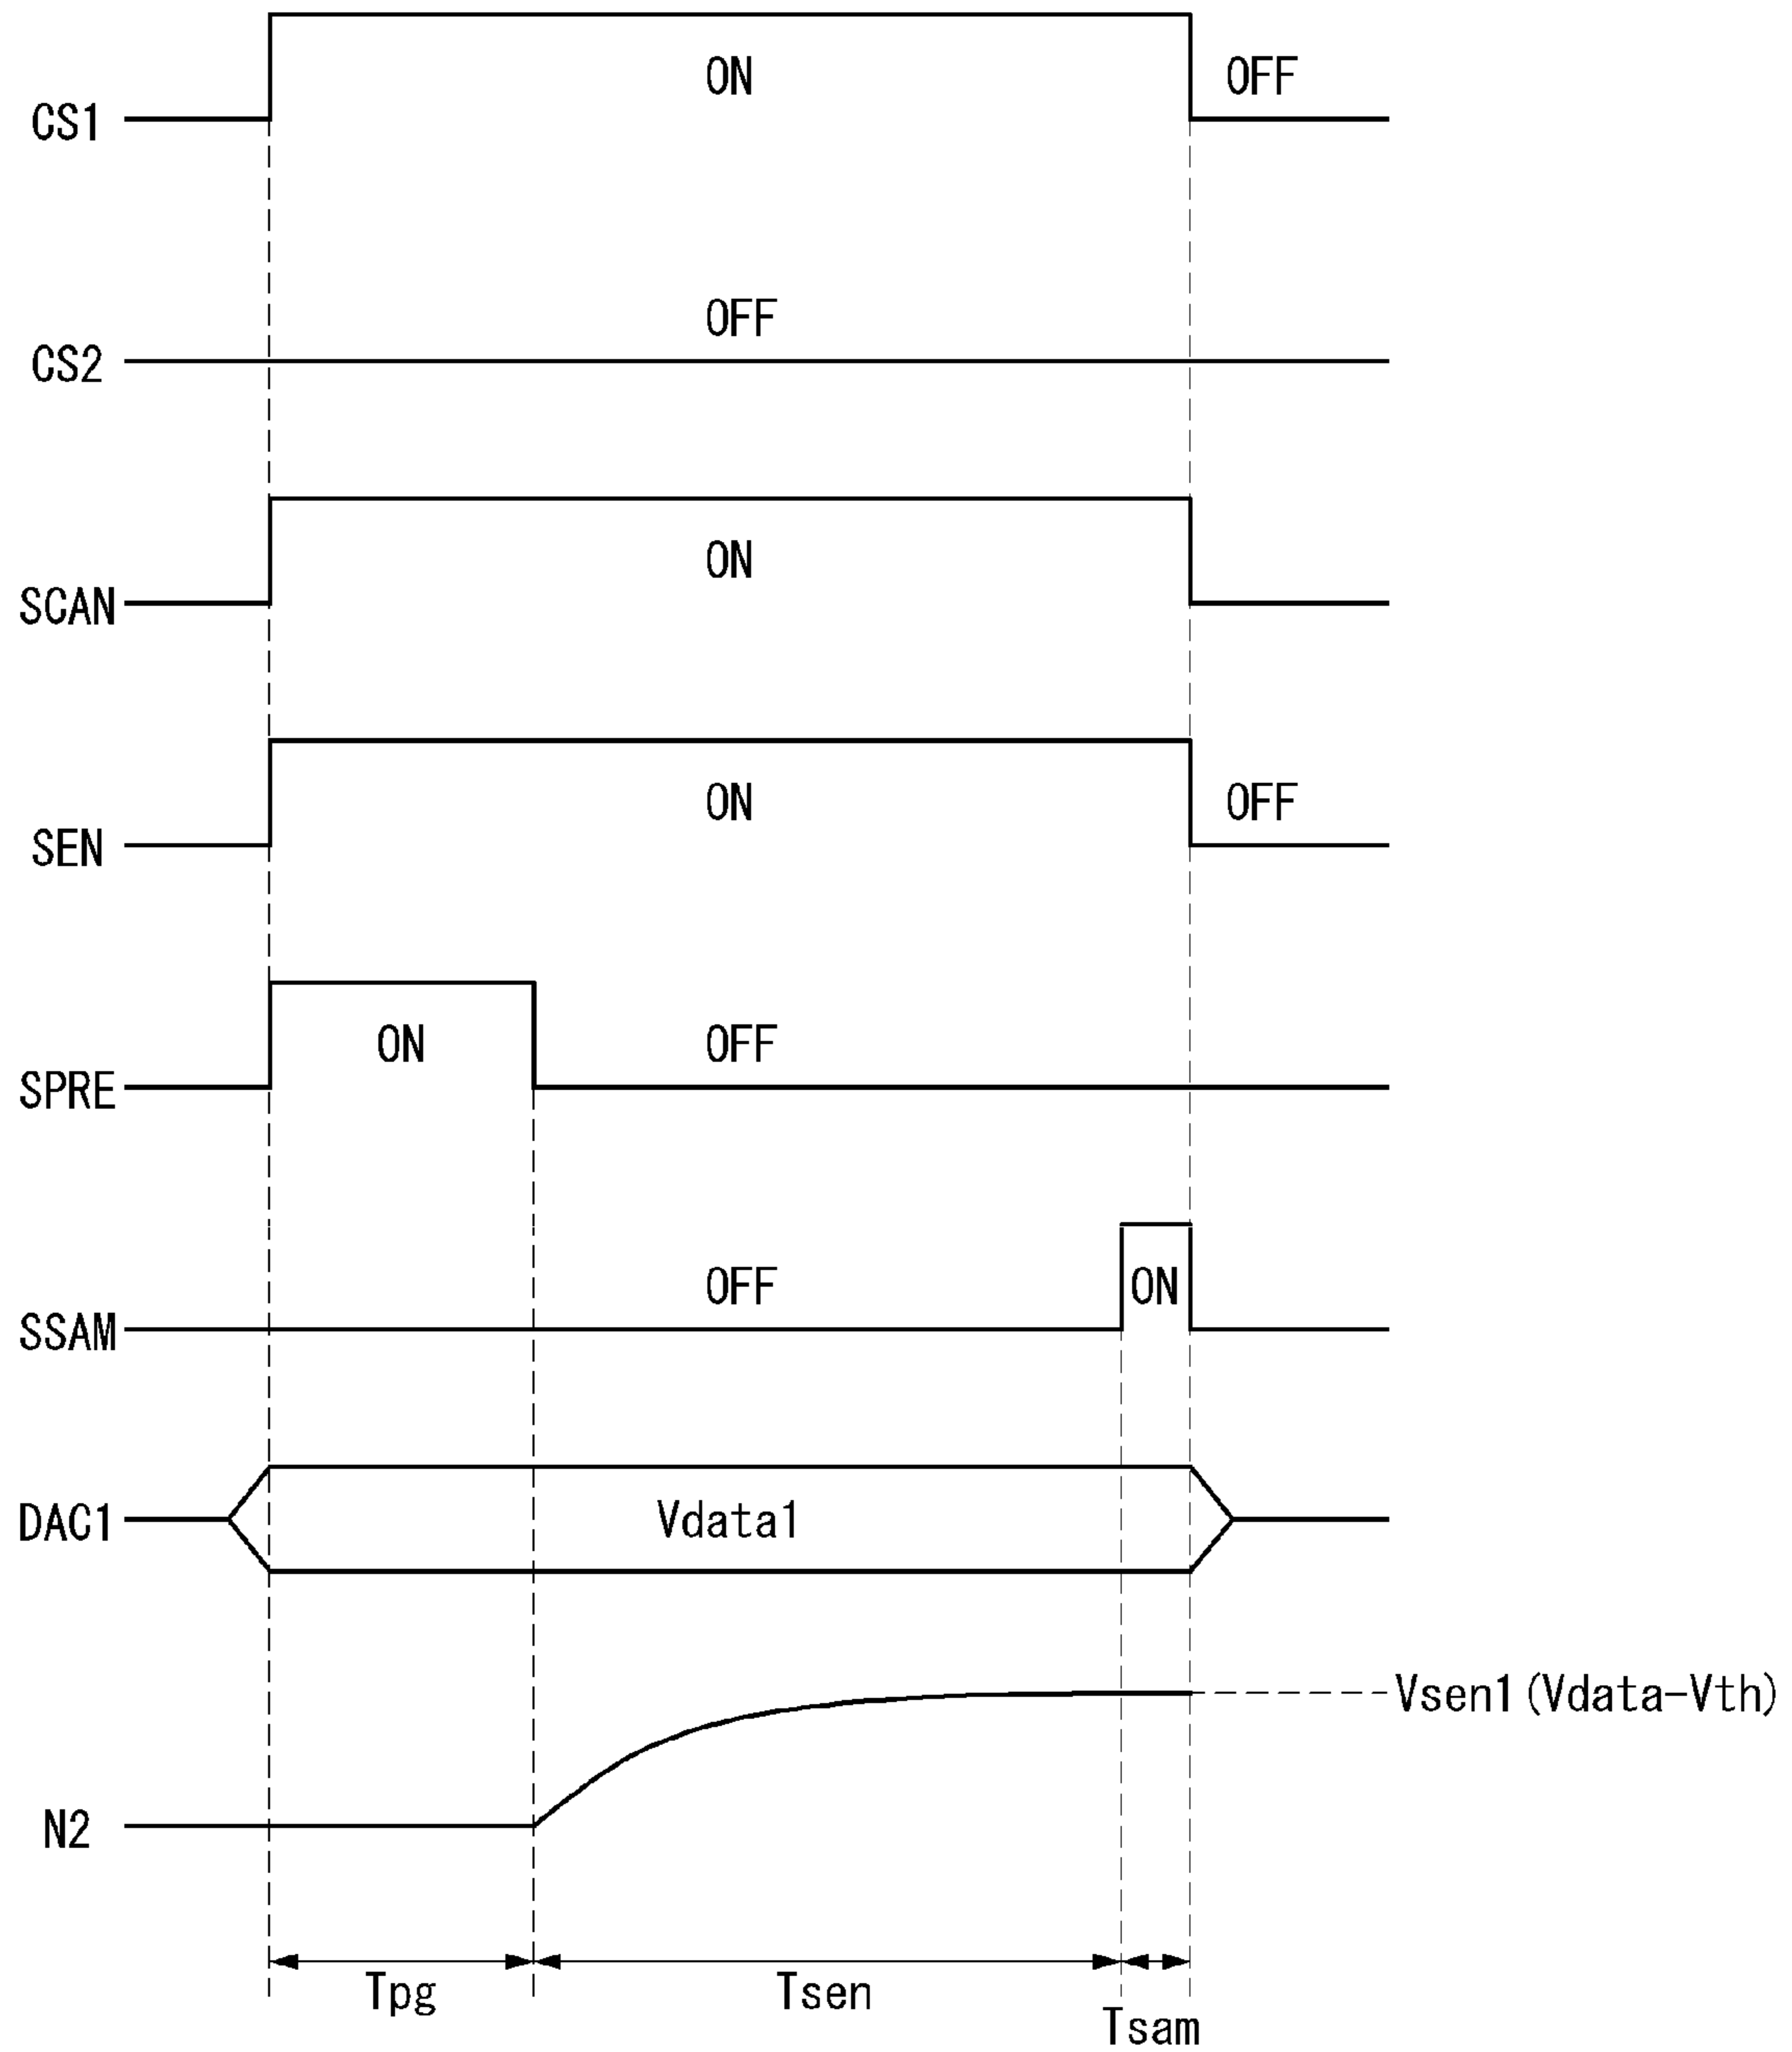 ON OFF
CS1
OFF
CS2
ON
SCAN
ON OFF
SEN
ON OFF
SPRE
OFF ON
SSAM
DAC1 Vdata1
Vsen1 (Vdata-Vth)
N2
Tpg Tsen
Tsam